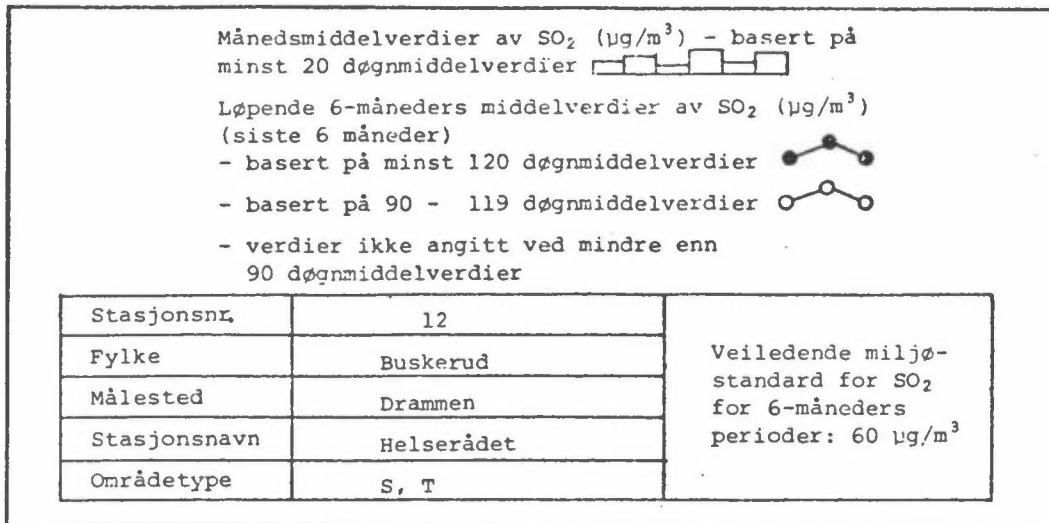 Månedsmiddelverdier av SO₂ (µg/m³) - basert på
minst 20 døgnmiddelverdier
Løpende 6-måneders middelverdier av SO₂ (µg/m³)
(siste 6 måneder)
- basert på minst 120 døgnmiddelverdier
- basert på 90 - 119 døgnmiddelverdier
- verdier ikke angitt ved mindre enn
90 døgnmiddelverdier
Stasjonsnr. 12
Fylke Buskerud
Målested Drammen
Stasjonsnavn Helserådet
Områdetype S, T
Veiledende miljø-
standard for SO₂
for 6-måneders
perioder: 60 µg/m³